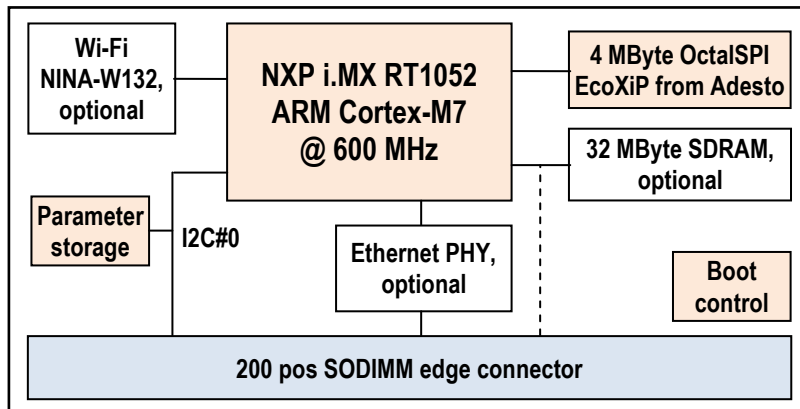 Wi-Fi
NINA-W132,
optional
NXP i.MX RT1052
ARM Cortex-M7
@ 600 MHz
4 MByte OctalSPI
EcoXiP from Adesto
32 MByte SDRAM,
optional
Parameter
storage
I2C#0
Ethernet PHY,
optional
Boot
control
200 pos SODIMM edge connector